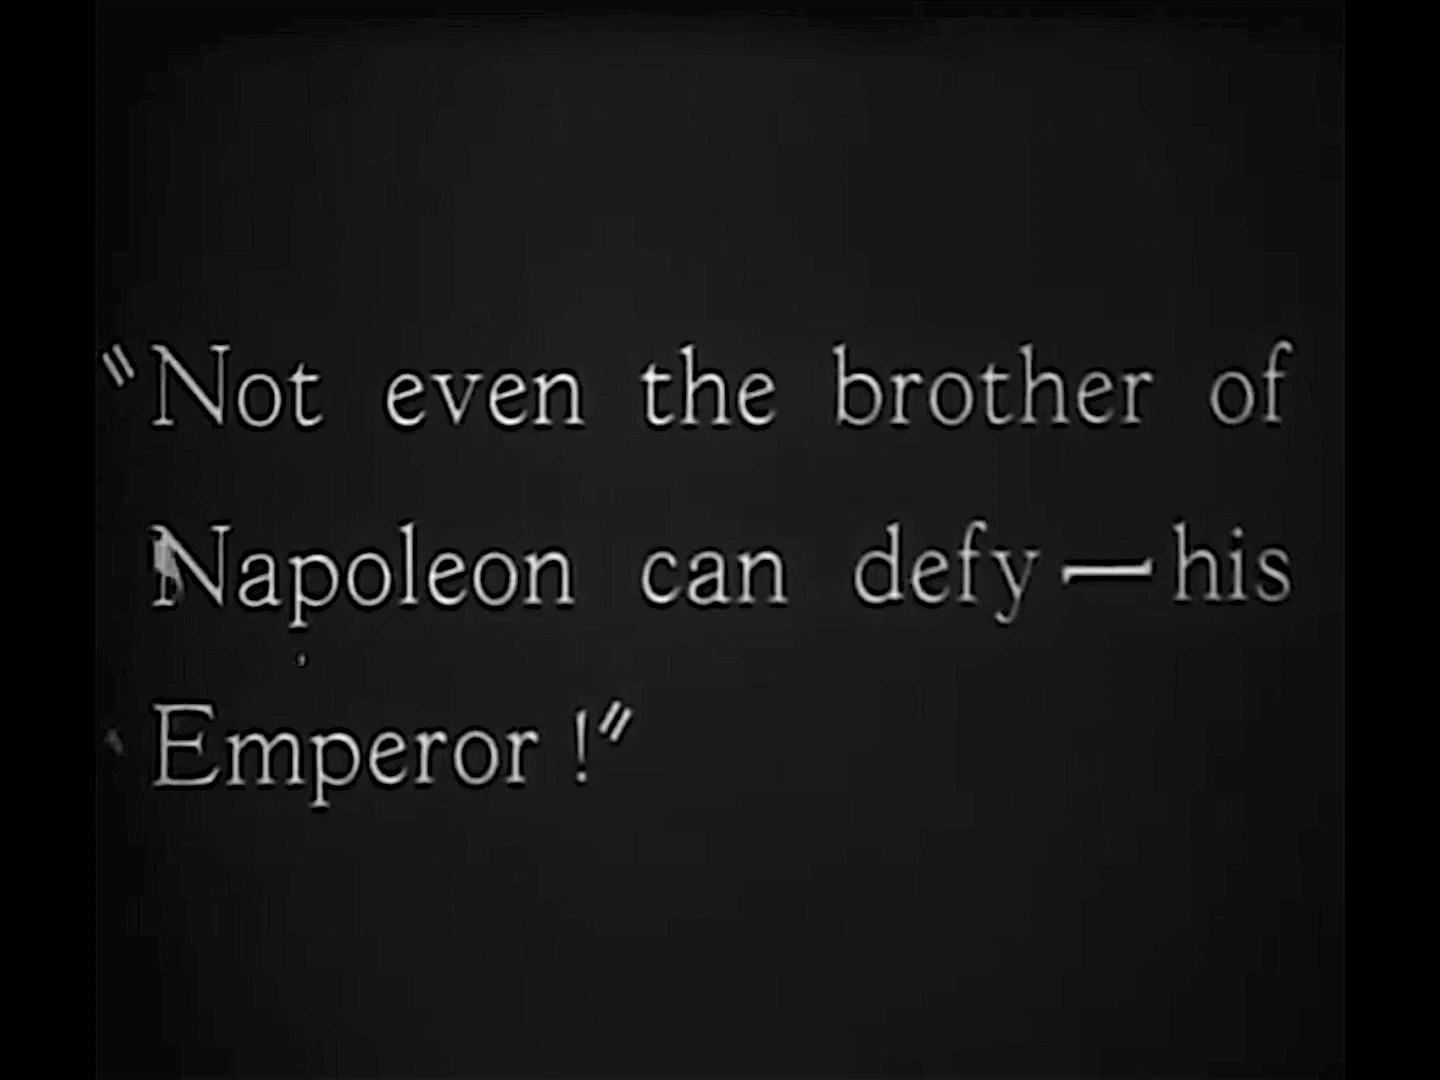 "Not even the brother of
Napoleon can defy — his
Emperor !"